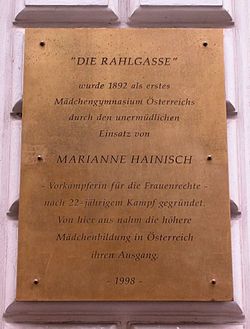 "DIE RAHLGASSE"
wurde 1892 als erstes
Mädchengymnasium Österreichs
durch den unermüdlichen
Einsatz von
MARIANNE HAINISCH
- Vorkämpferin für die Frauenrechte -
nach 22-jährigem Kampf gegründet.
Von hier aus nahm die höhere
Mädchenbildung in Österreich
ihren Ausgang.
- 1998 -